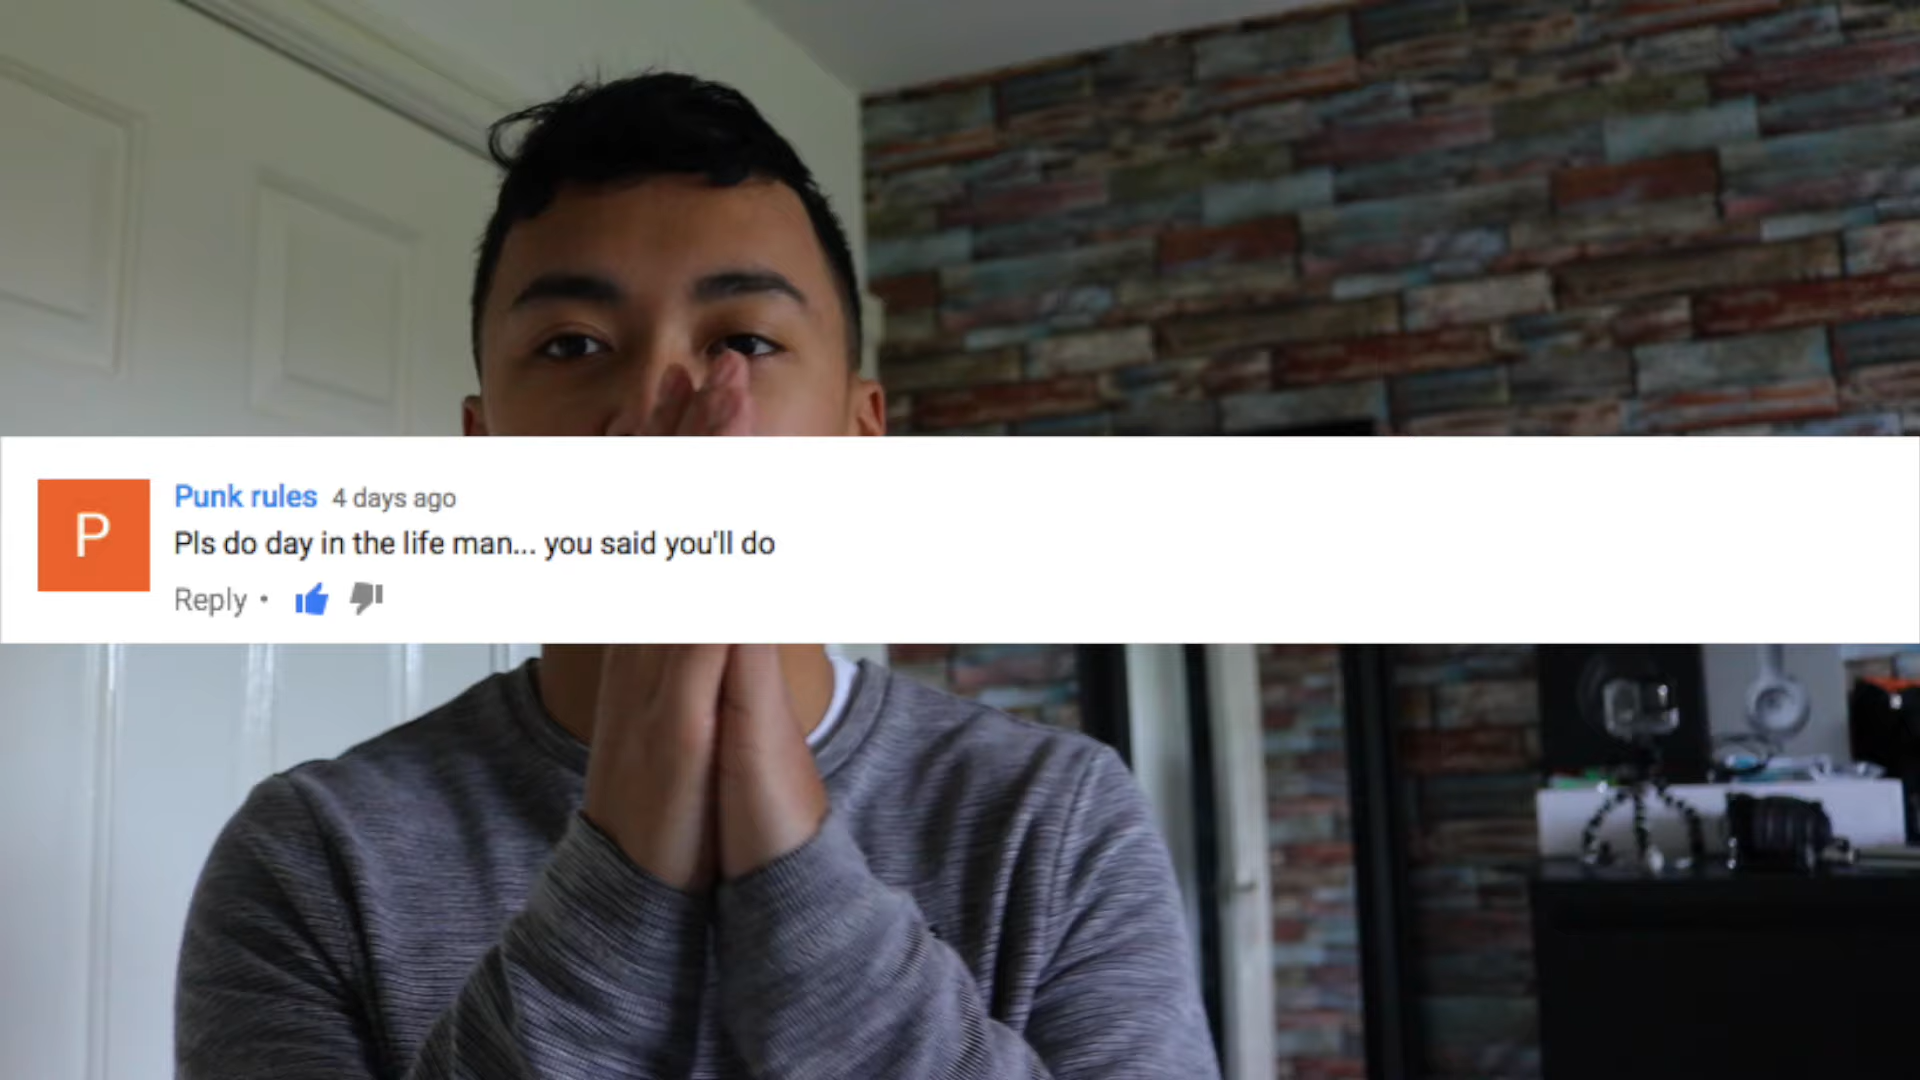 P
Punk rules 4 days ago
Pls do day in the life man... you said you'll do
Reply •